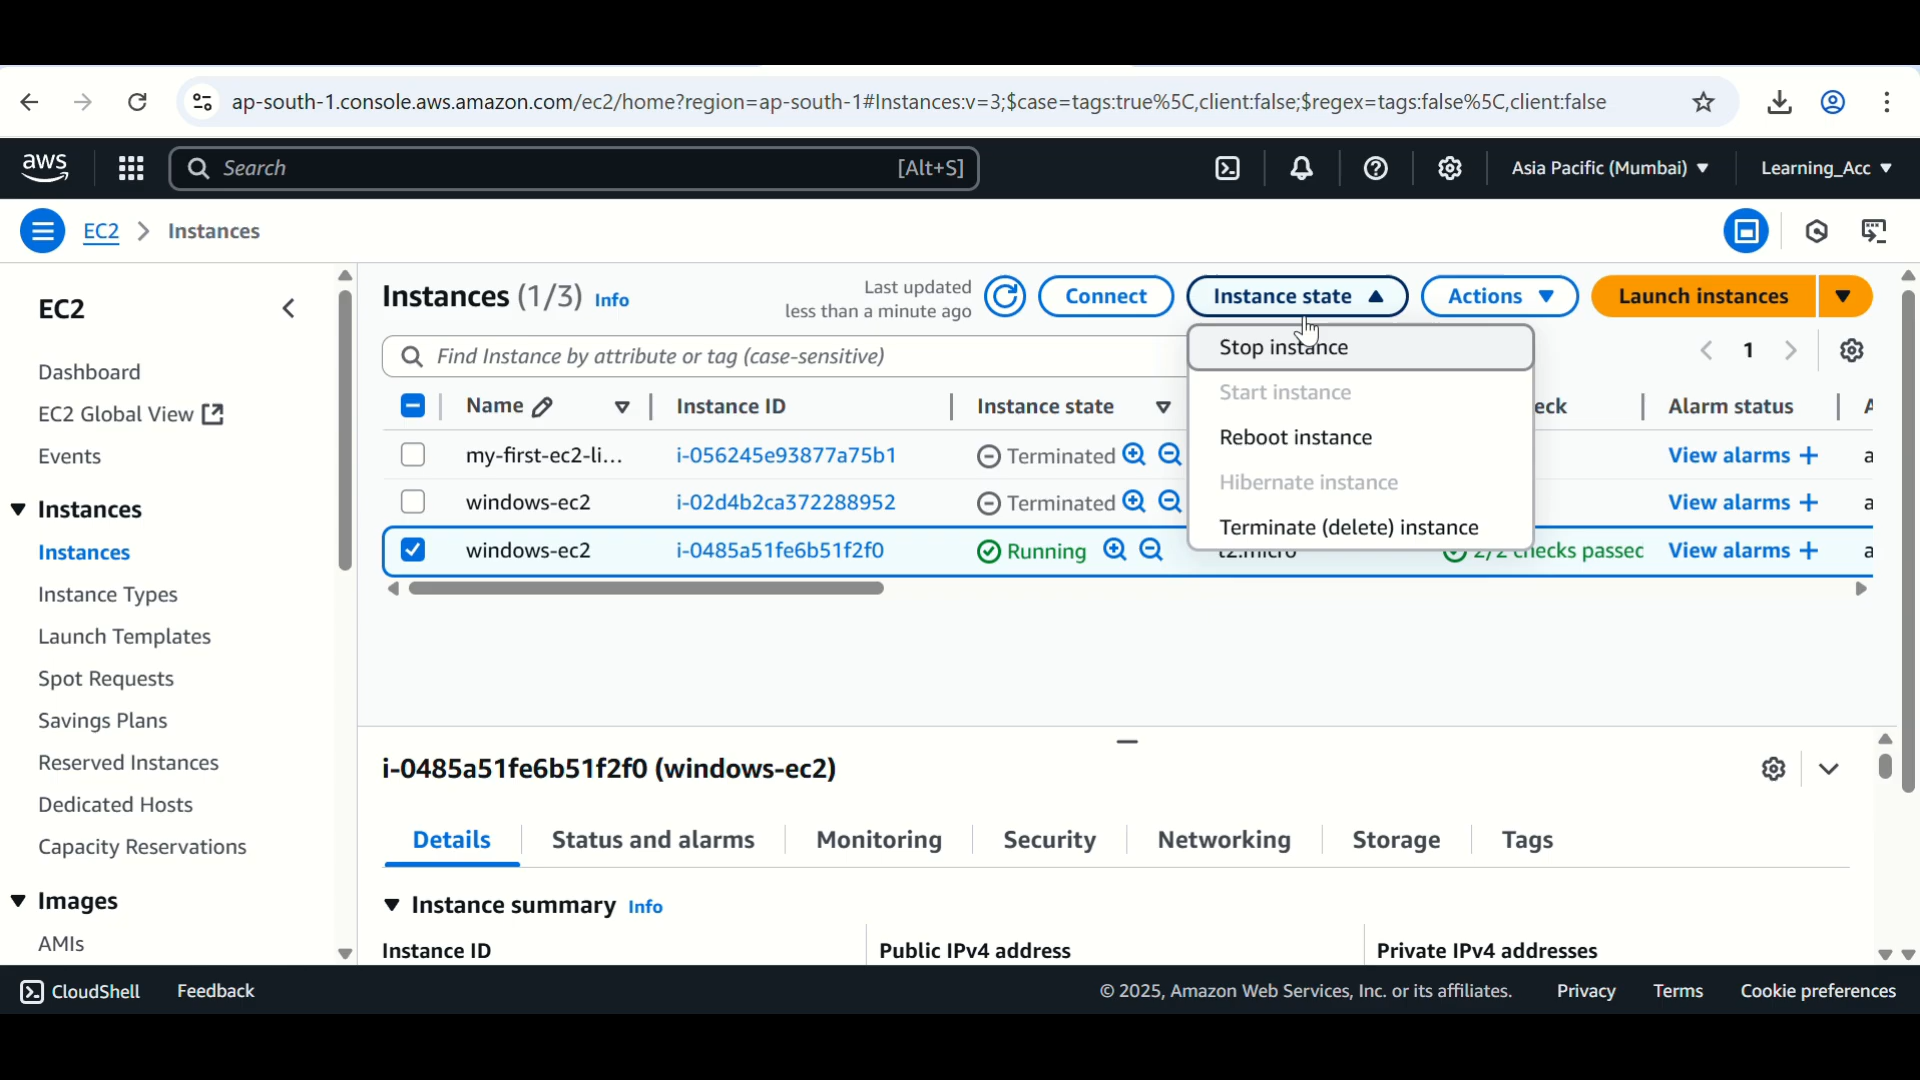 ap-south-1.console.aws.amazon.com/ec2/home?region=ap-south-1#Instances:v=3;$case=tags:true%5C,client:false;$regex=tags:false%5C,client:false
aws
Search [Alt+S]
Asia Pacific (Mumbai)
Learning_Acc
EC2 > Instances
EC2
Dashboard
EC2 Global View
Events
Instances
Instances
Instance Types
Launch Templates
Spot Requests
Savings Plans
Reserved Instances
Dedicated Hosts
Capacity Reservations
Images
AMIs
Instances (1/3) Info
Last updated
less than a minute ago
Connect
Instance state
Actions
Launch instances
Find Instance by attribute or tag (case-sensitive)
1
Stop instance
Start instance
Reboot instance
Hibernate instance
Terminate (delete) instance
Name Instance ID Instance state eck Alarm status A
my-first-ec2-li... i-056245e93877a75b1 Terminated View alarms + a
windows-ec2 i-02d4b2ca372288952 Terminated View alarms + a
windows-ec2 i-0485a51fe6b51f2f0 Running t2.micro 2/2 checks passed View alarms + a
i-0485a51fe6b51f2f0 (windows-ec2)
Details Status and alarms Monitoring Security Networking Storage Tags
Instance summary Info
Instance ID Public IPv4 address Private IPv4 addresses
CloudShell Feedback © 2025, Amazon Web Services, Inc. or its affiliates. Privacy Terms Cookie preferences